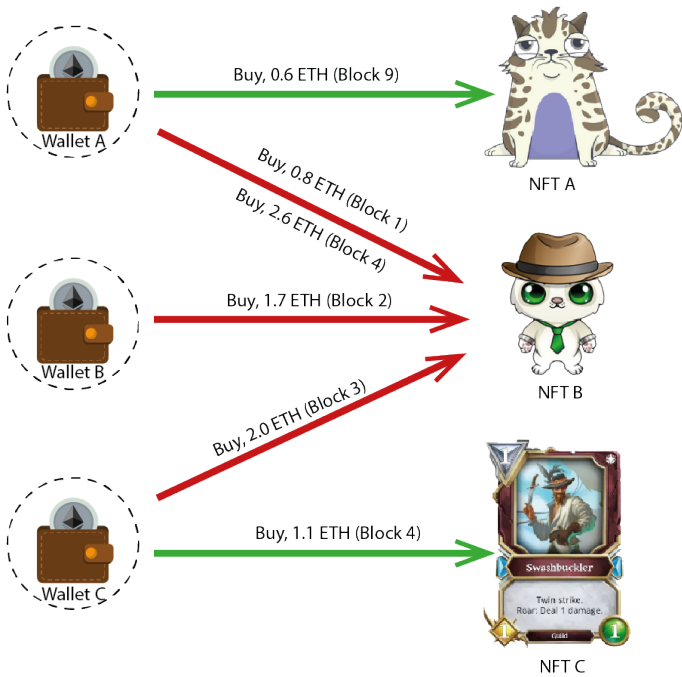 Buy, 0.6 ETH (Block 9)
Wallet A
NFT A
Buy, 0.8 ETH (Block 1)
Buy, 2.6 ETH (Block 4)
Buy, 1.7 ETH (Block 2)
Wallet B
NFT B
Buy, 2.0 ETH (Block 3)
1
Buy, 1.1 ETH (Block 4)
Swashbuckler
Wallet C
Twin strike.
Roar: Deal 1 damage.
1
Guild
1
NFT C